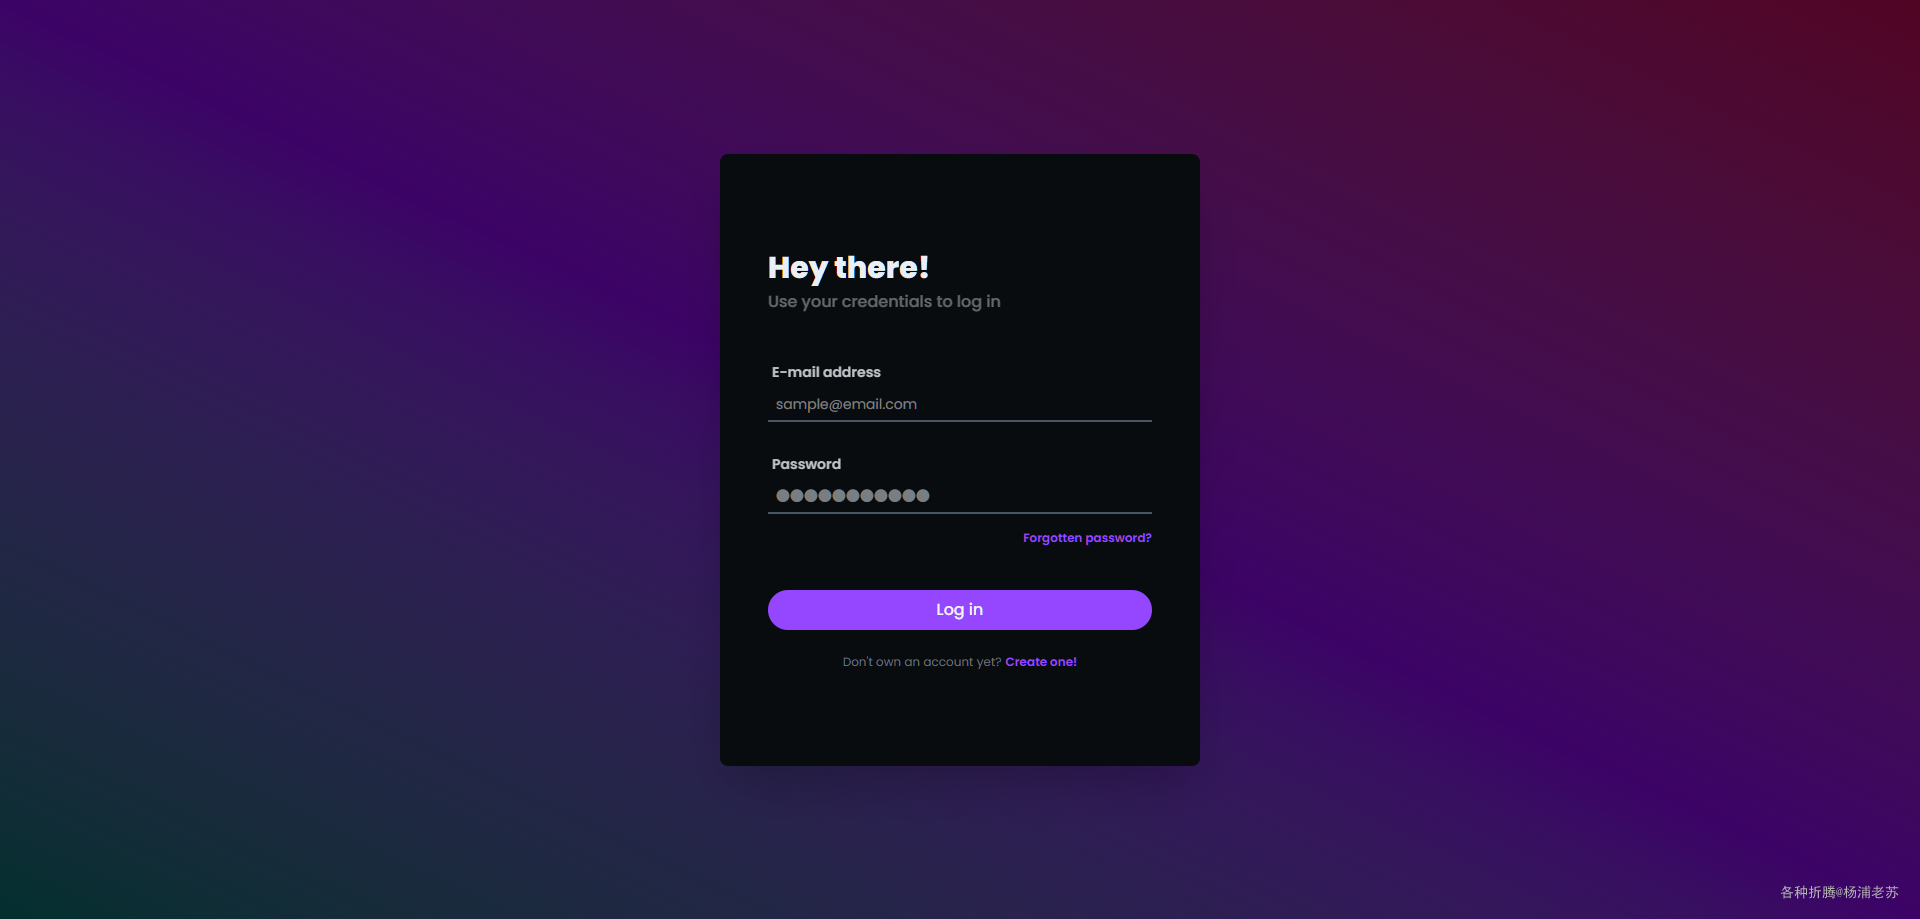 Hey there!
Use your credentials to log in
E-mail address
sample@email.com
Password
●●●●●●●●●●●
Forgotten password?
Log in
Don't own an account yet? Create one!
各种折腾@杨浦老苏